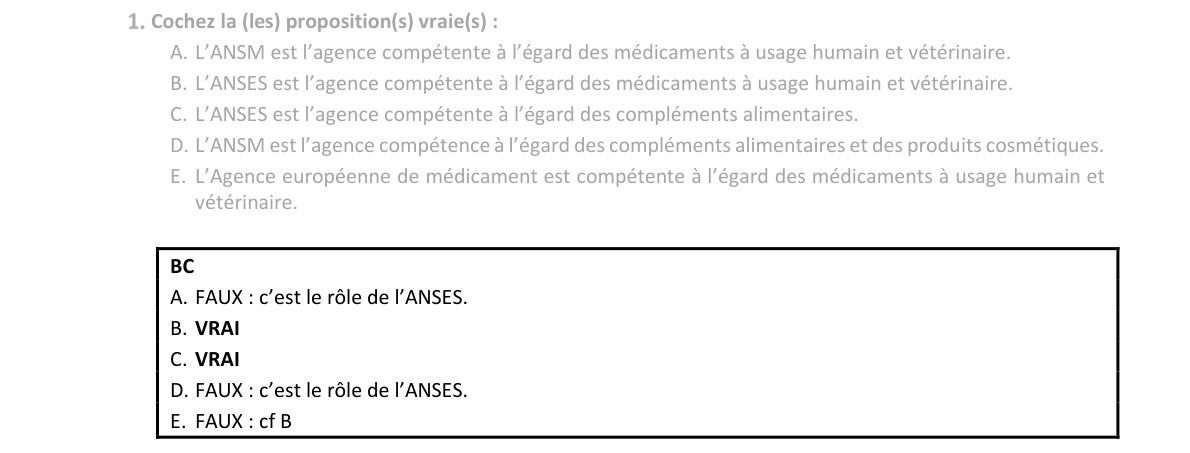 1. Cochez la (les) proposition(s) vraie(s) :
A. L’ANSM est l’agence compétente à l’égard des médicaments à usage humain et vétérinaire.
B. L’ANSES est l’agence compétente à l’égard des médicaments à usage humain et vétérinaire.
C. L’ANSES est l’agence compétente à l’égard des compléments alimentaires.
D. L’ANSM est l’agence compétence à l’égard des compléments alimentaires et des produits cosmétiques.
E. L’Agence européenne de médicament est compétente à l’égard des médicaments à usage humain et
vétérinaire.
BC
A. FAUX : c’est le rôle de l’ANSES.
B. VRAI
C. VRAI
D. FAUX : c’est le rôle de l’ANSES.
E. FAUX : cf B